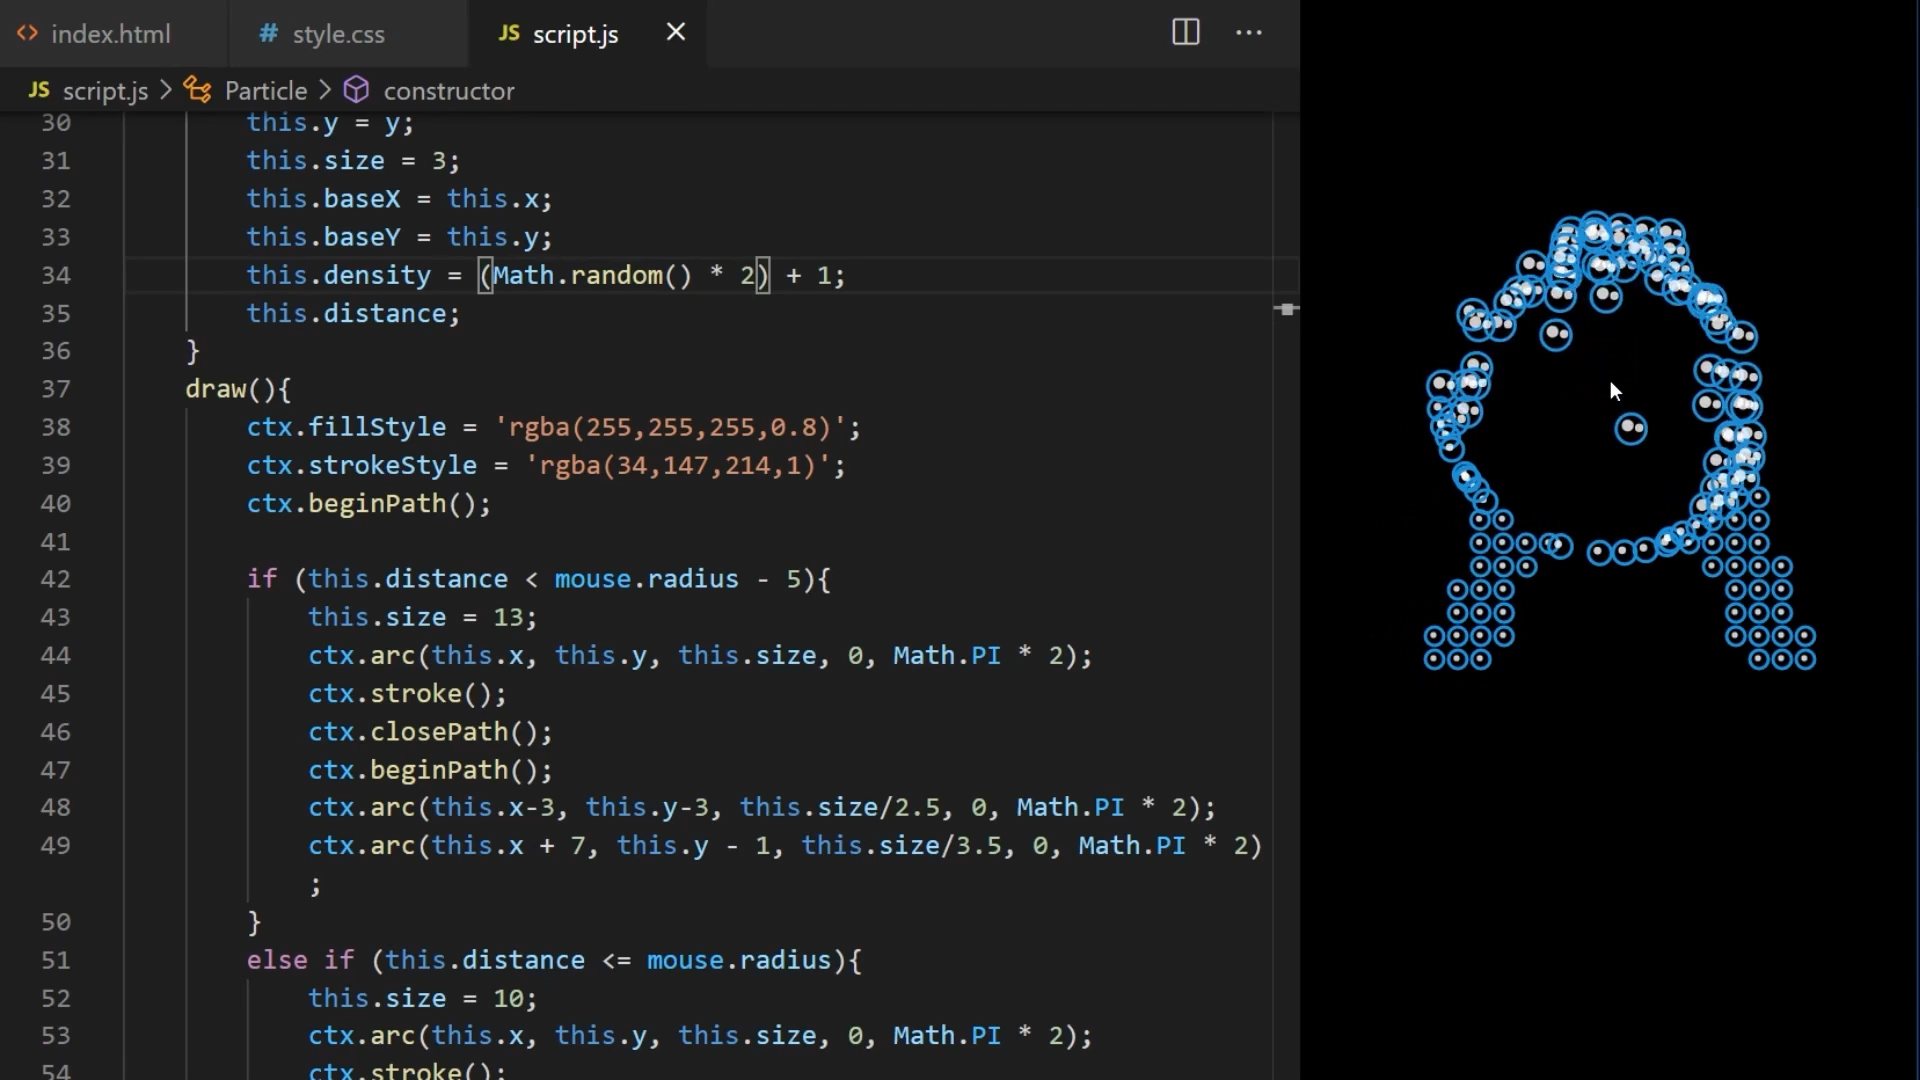 index.html
style.css
JS script.js
JS script.js > Particle > constructor
30 this.y = y;
31 this.size = 3;
32 this.baseX = this.x;
33 this.baseY = this.y;
34 this.density = (Math.random() * 2) + 1;
35 this.distance;
36 }
37 draw(){
38 ctx.fillStyle = 'rgba(255,255,255,0.8)';
39 ctx.strokeStyle = 'rgba(34,147,214,1)';
40 ctx.beginPath();
41
42 if (this.distance < mouse.radius - 5){
43 this.size = 13;
44 ctx.arc(this.x, this.y, this.size, 0, Math.PI * 2);
45 ctx.stroke();
46 ctx.closePath();
47 ctx.beginPath();
48 ctx.arc(this.x-3, this.y-3, this.size/2.5, 0, Math.PI * 2);
49 ctx.arc(this.x + 7, this.y - 1, this.size/3.5, 0, Math.PI * 2)
;
50 }
51 else if (this.distance <= mouse.radius){
52 this.size = 10;
53 ctx.arc(this.x, this.y, this.size, 0, Math.PI * 2);
54 ctx.stroke();